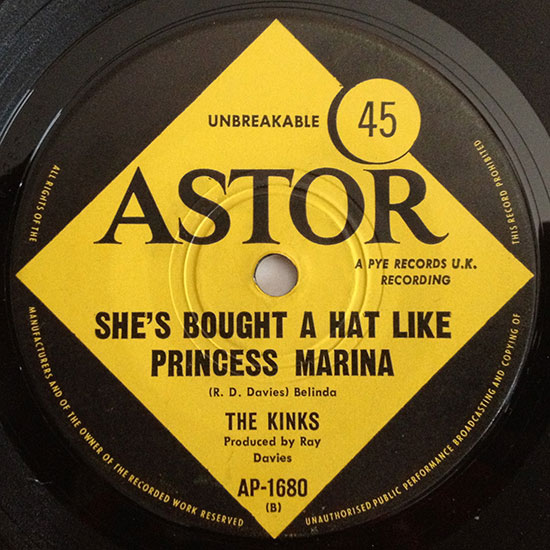 UNBREAKABLE
45
ASTOR
A PYE RECORDS U.K.
RECORDING
SHE'S BOUGHT A HAT LIKE
PRINCESS MARINA
(R. D. Davies) Belinda
THE KINKS
Produced by Ray
Davies
AP-1680
(B)
ALL RIGHTS OF THE
MANUFACTURERS AND OF THE OWNER OF THE RECORDED WORK RESERVED
UNAUTHORISED PUBLIC PERFORMANCE BROADCASTING AND COPYING OF
THIS RECORD PROHIBITED